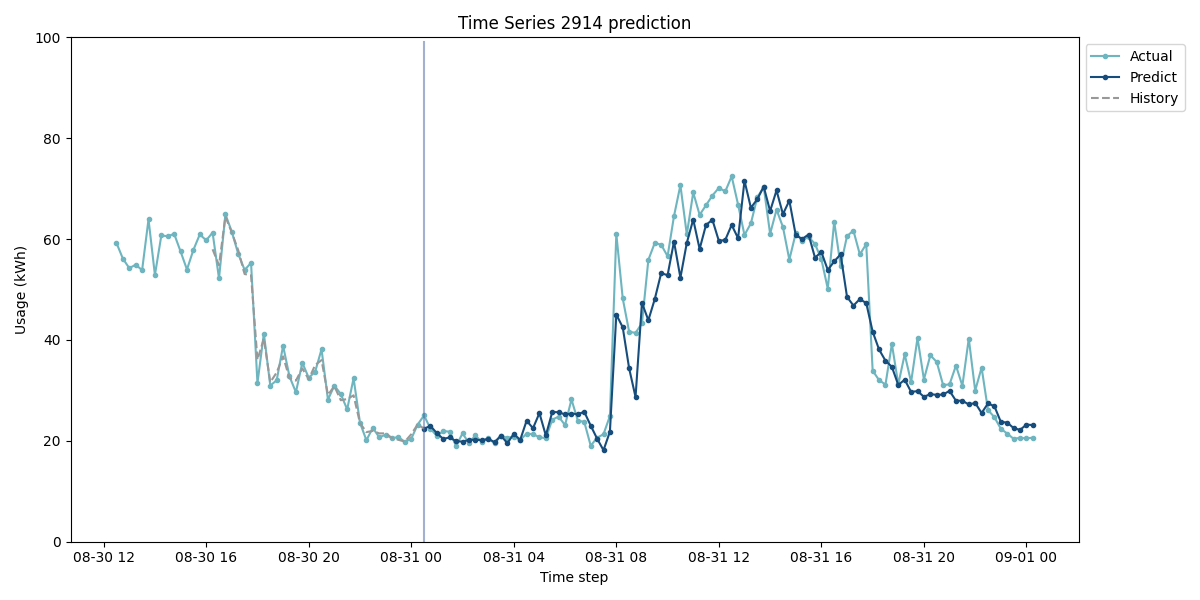 Time Series 2914 prediction
100
80
60
40
20
0
Usage (kWh)
08-30 12
08-30 16
08-30 20
08-31 00
08-31 04
08-31 08
08-31 12
08-31 16
08-31 20
09-01 00
Time step
Actual
Predict
History